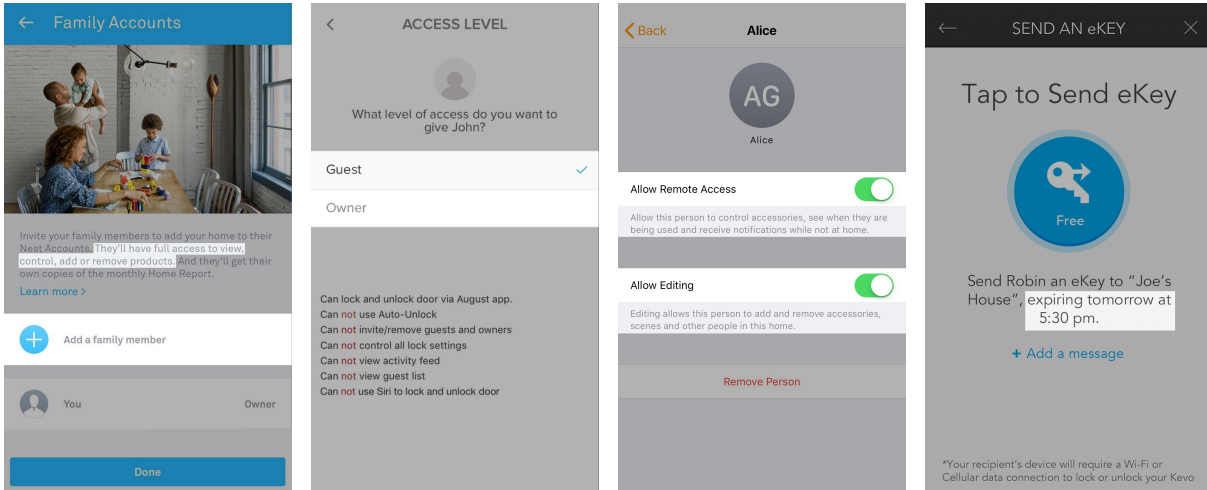 Family Accounts
Invite your family members to add your home to their
Nest Accounts. They'll have full access to view,
control, add or remove products. And they'll get their
own copies of the monthly Home Report.
Learn more >
Add a family member
You
Owner
Done
ACCESS LEVEL
What level of access do you want to
give John?
Guest
Owner
Can lock and unlock door via August app.
Can not use Auto-Unlock
Can not invite/remove guests and owners
Can not control all lock settings
Can not view activity feed
Can not view guest list
Can not use Siri to lock and unlock door
Back
Alice
AG
Alice
Allow Remote Access
Allow this person to control accessories, see when they are
being used and receive notifications while not at home.
Allow Editing
Editing allows this person to add and remove accessories,
scenes and other people in this home.
Remove Person
SEND AN eKEY
Tap to Send eKey
Free
Send Robin an eKey to “Joe's
House”, expiring tomorrow at
5:30 pm.
+ Add a message
*Your recipient's device will require a Wi-Fi or
Cellular data connection to lock or unlock your Kevo